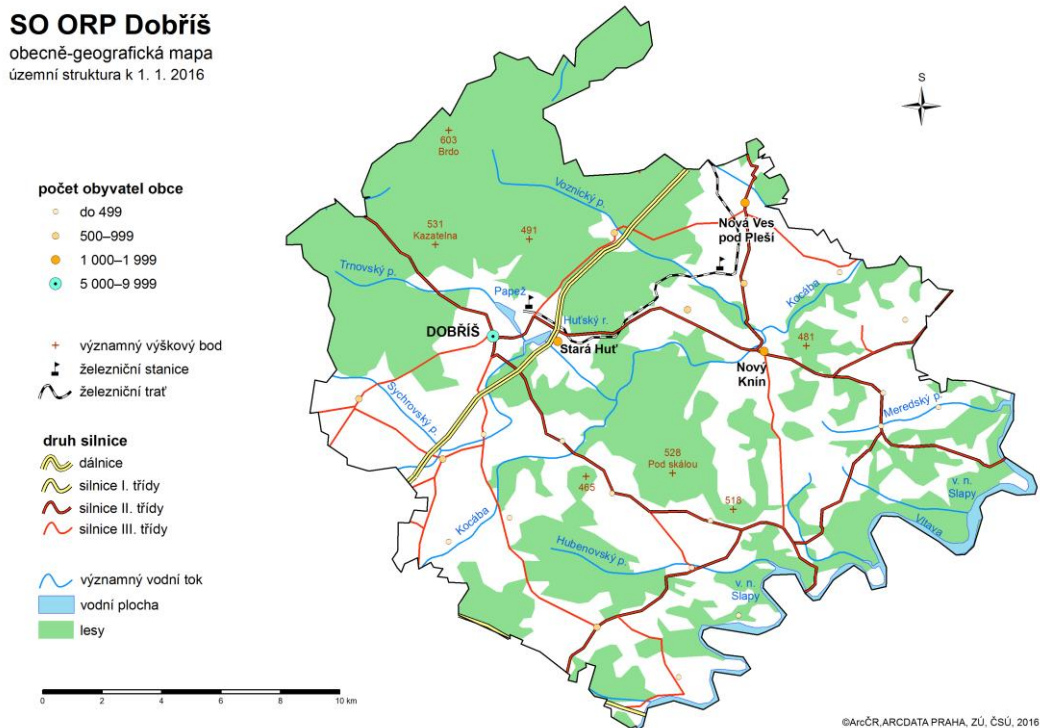 SO ORP Dobříš
obecně-geografická mapa
územní struktura k 1. 1. 2016
S
počet obyvatel obce
do 499
500–999
1 000–1 999
5 000–9 999
významný výškový bod
železniční stanice
železniční trať
druh silnice
dálnice
silnice I. třídy
silnice II. třídy
silnice III. třídy
významný vodní tok
vodní plocha
lesy
0 2 4 6 8 10 km
603
Brdo
Voznický p.
531
Kazatelna
491
Nová Ves
pod Pleší
Trnovský p.
Papež
Kocába
DOBŘÍŠ
Huťský r.
Stará Huť
481
Nový
Knín
Sychrovský p.
Meredský p.
528
Pod skálou
465
518
v. n.
Slapy
Vltava
Kocába
Hubenovský p.
v. n.
Slapy
©ArcČR,ARCDATA PRAHA, ZÚ, ČSÚ, 2016